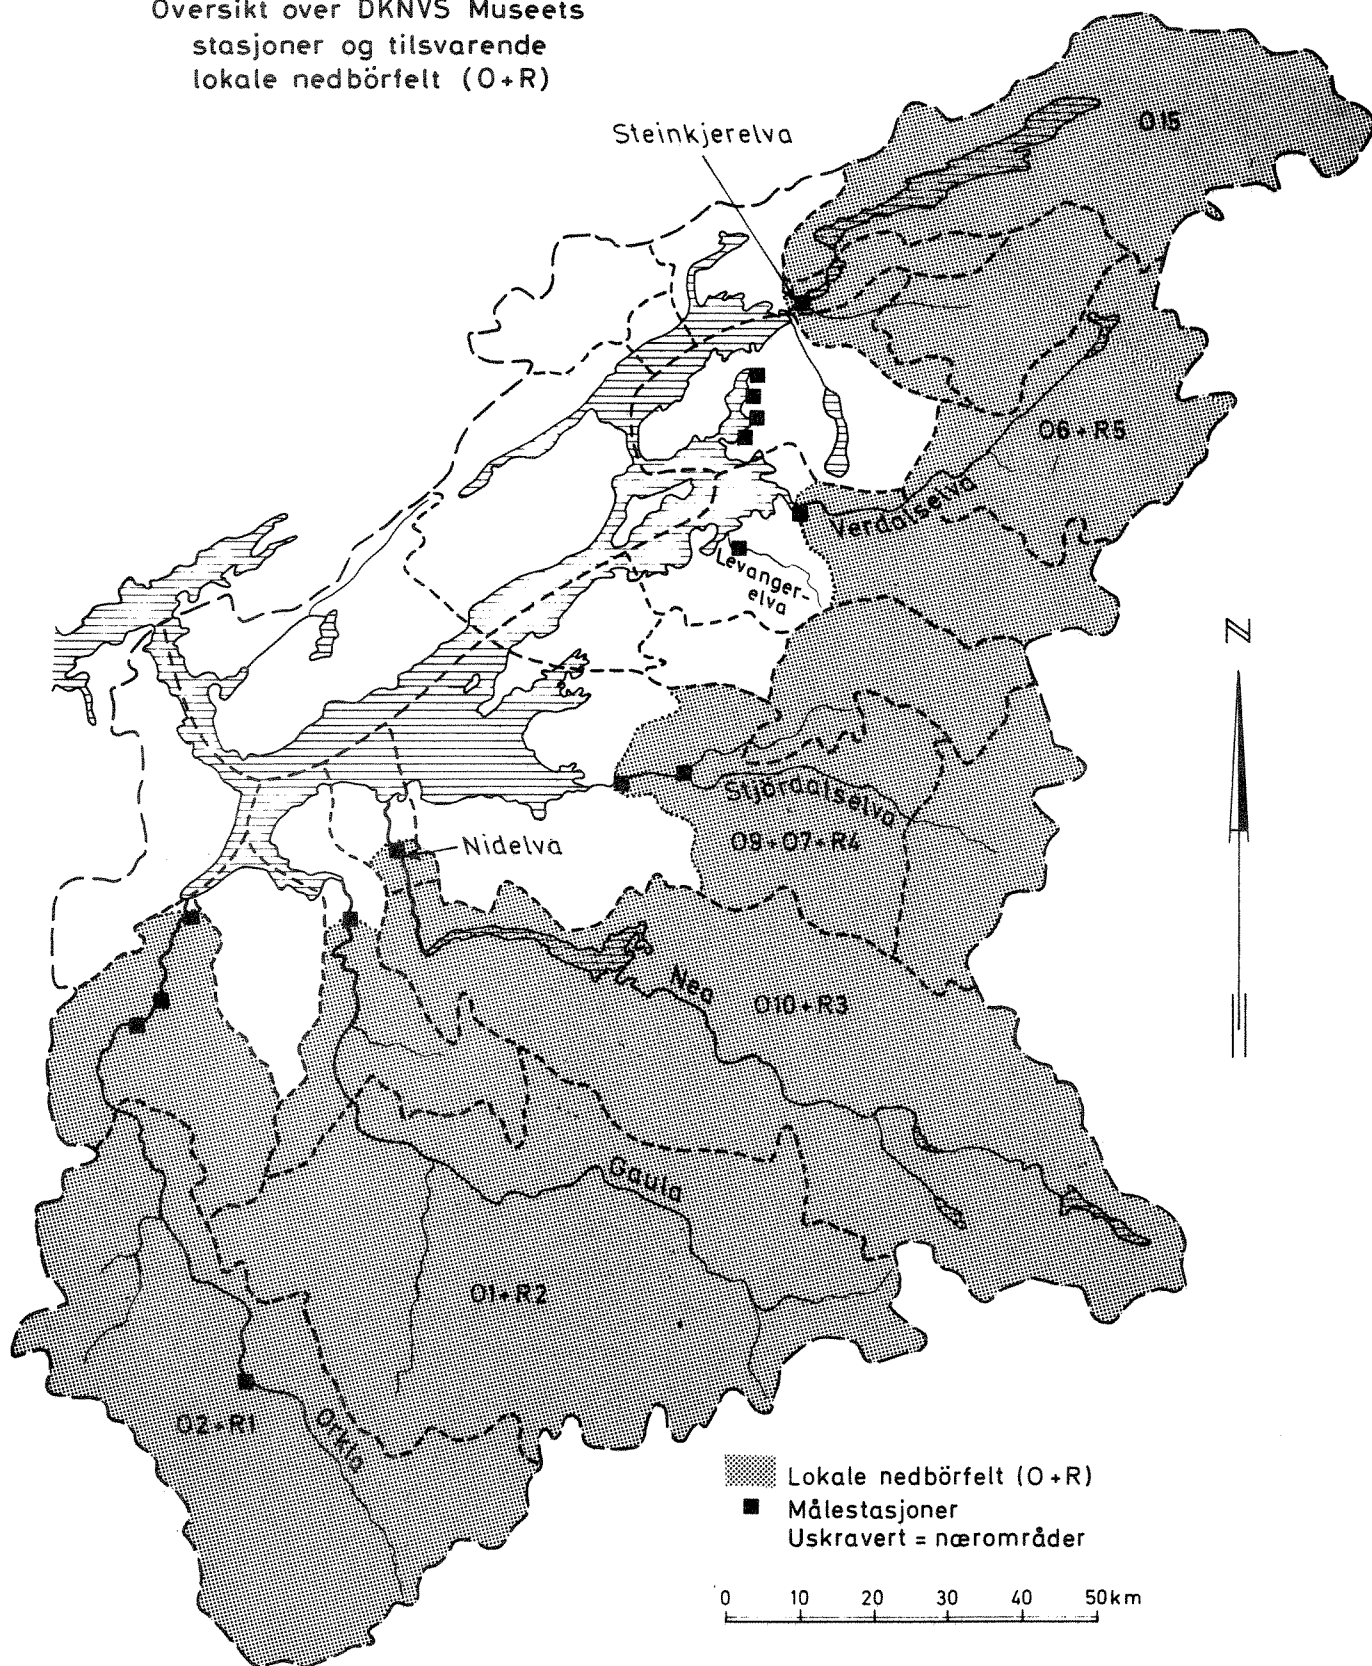 Oversikt over DKNVS Museets
stasjoner og tilsvarende
lokale nedbörfelt (O+R)
Steinkjerelva
O15
O6+R5
Verdalselva
Levanger-
elva
N
Stjördalselva
O9+O7+R4
Nidelva
Nea
O10+R3
Gaula
O1+R2
O2+R1
Orkla
Lokale nedbörfelt (O+R)
Målestasjoner
Uskravert = nærområder
0 10 20 30 40 50km